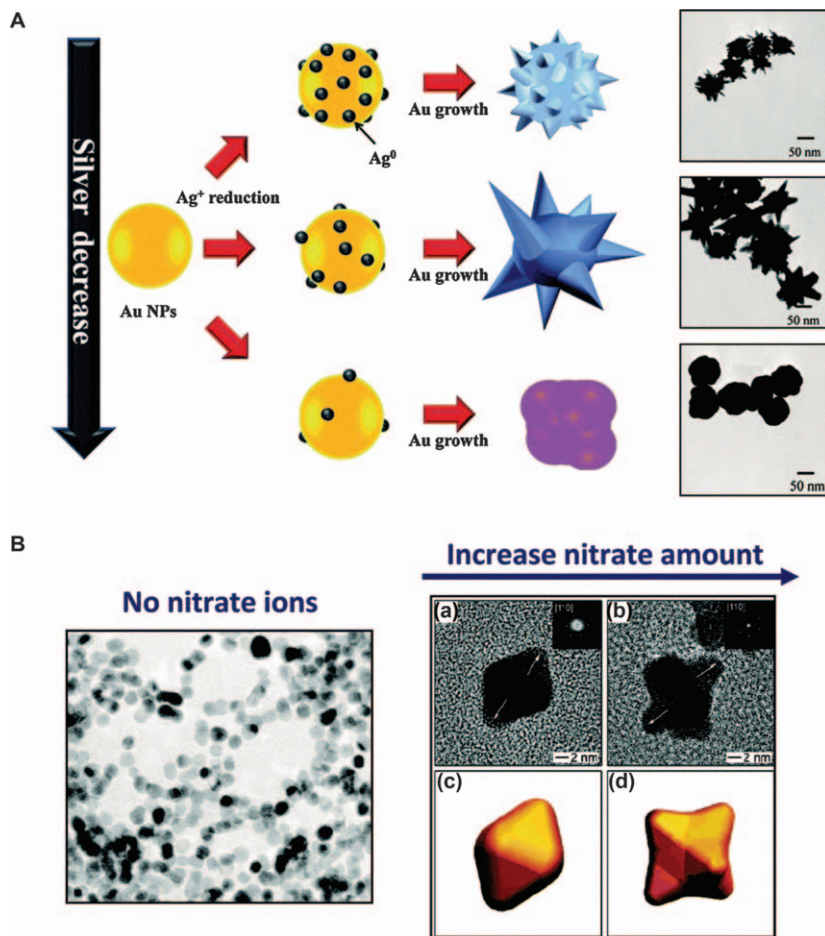 A
Silver decrease
Au NPs
Ag⁺ reduction
Ag⁰
Au growth
50 nm
Au growth
50 nm
Au growth
50 nm
B
No nitrate ions
Increase nitrate amount
(a)
2 nm
(b)
[110]
2 nm
(c)
(d)